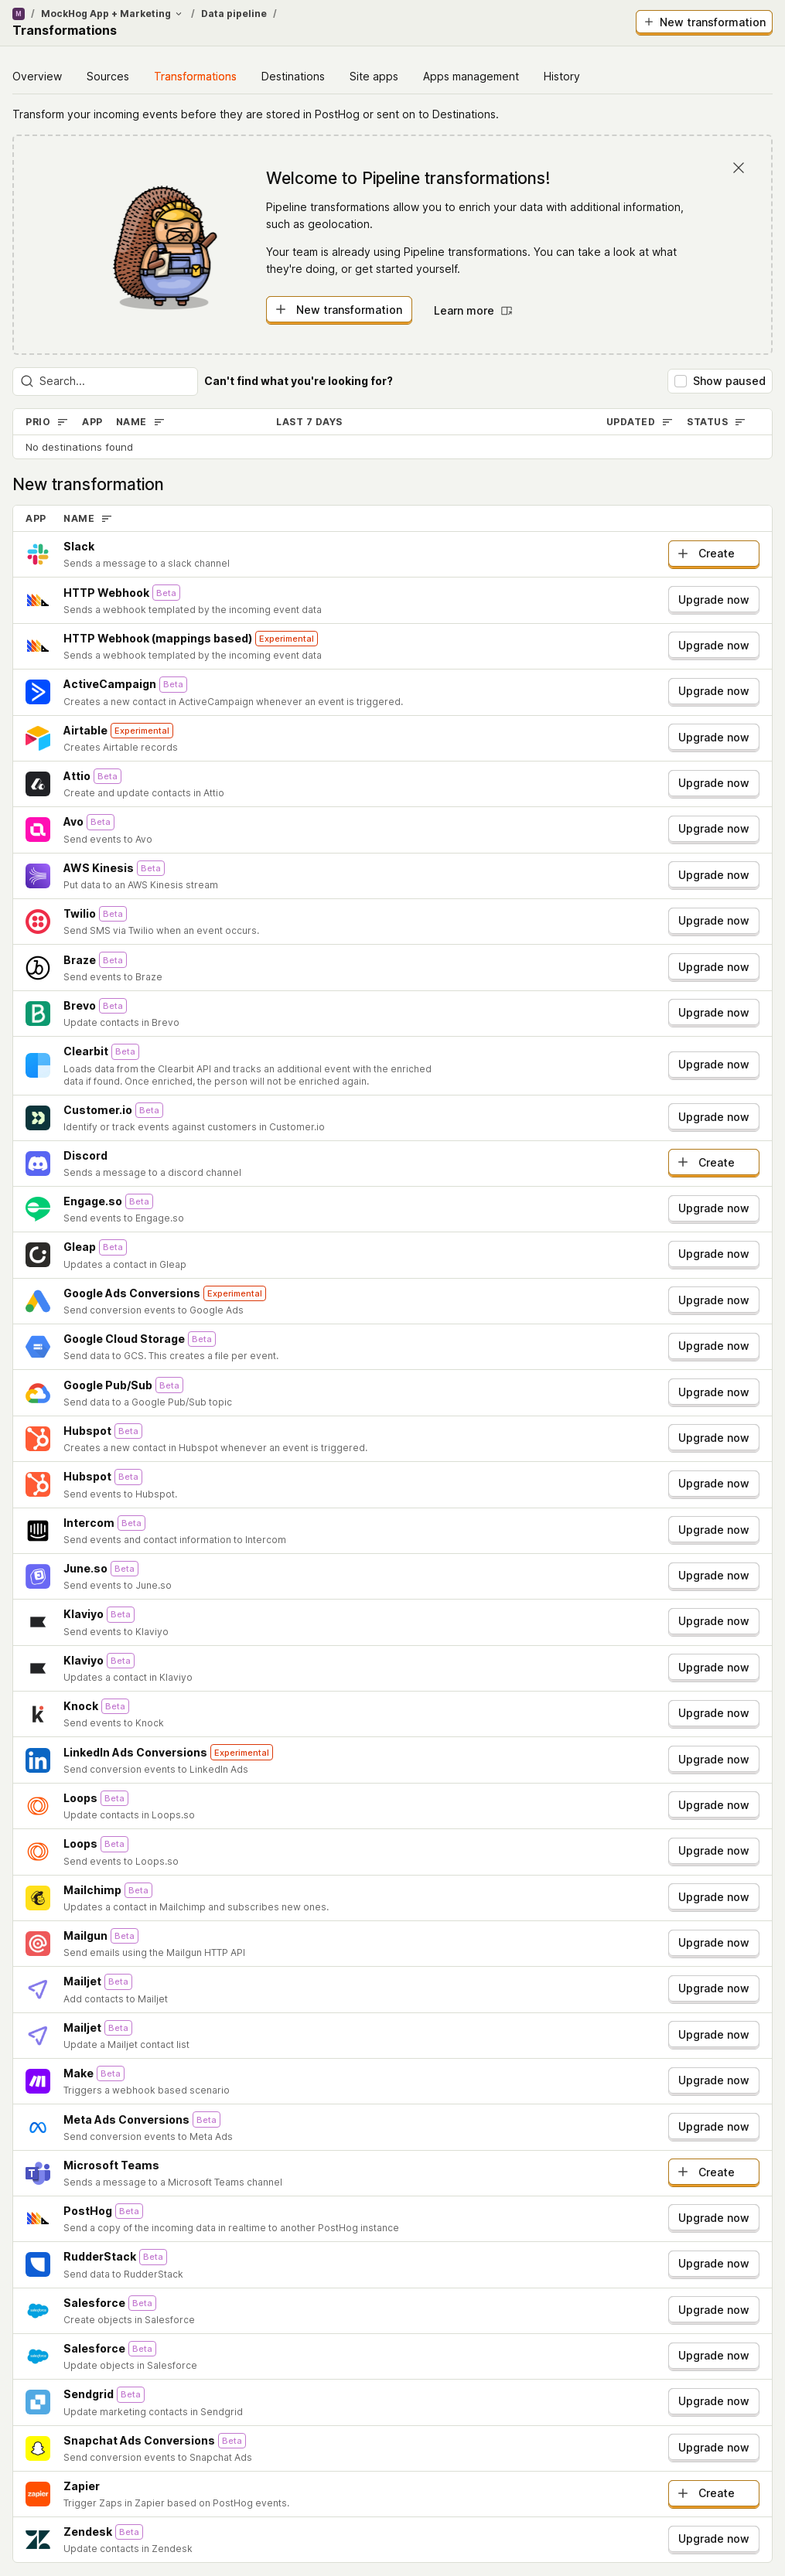 M / MockHog App + Marketing / Data pipeline /
Transformations
New transformation
Overview Sources Transformations Destinations Site apps Apps management History
Transform your incoming events before they are stored in PostHog or sent on to Destinations.
Welcome to Pipeline transformations!
Pipeline transformations allow you to enrich your data with additional information,
such as geolocation.
Your team is already using Pipeline transformations. You can take a look at what
they're doing, or get started yourself.
New transformation Learn more
Search... Can't find what you're looking for? Show paused
PRIO APP NAME LAST 7 DAYS UPDATED STATUS
No destinations found
New transformation
APP NAME
Slack
Sends a message to a slack channel
Create
HTTP Webhook Beta
Sends a webhook templated by the incoming event data
Upgrade now
HTTP Webhook (mappings based) Experimental
Sends a webhook templated by the incoming event data
Upgrade now
ActiveCampaign Beta
Creates a new contact in ActiveCampaign whenever an event is triggered.
Upgrade now
Airtable Experimental
Creates Airtable records
Upgrade now
Attio Beta
Create and update contacts in Attio
Upgrade now
Avo Beta
Send events to Avo
Upgrade now
AWS Kinesis Beta
Put data to an AWS Kinesis stream
Upgrade now
Twilio Beta
Send SMS via Twilio when an event occurs.
Upgrade now
Braze Beta
Send events to Braze
Upgrade now
Brevo Beta
Update contacts in Brevo
Upgrade now
Clearbit Beta
Loads data from the Clearbit API and tracks an additional event with the enriched
data if found. Once enriched, the person will not be enriched again.
Upgrade now
Customer.io Beta
Identify or track events against customers in Customer.io
Upgrade now
Discord
Sends a message to a discord channel
Create
Engage.so Beta
Send events to Engage.so
Upgrade now
Gleap Beta
Updates a contact in Gleap
Upgrade now
Google Ads Conversions Experimental
Send conversion events to Google Ads
Upgrade now
Google Cloud Storage Beta
Send data to GCS. This creates a file per event.
Upgrade now
Google Pub/Sub Beta
Send data to a Google Pub/Sub topic
Upgrade now
Hubspot Beta
Creates a new contact in Hubspot whenever an event is triggered.
Upgrade now
Hubspot Beta
Send events to Hubspot.
Upgrade now
Intercom Beta
Send events and contact information to Intercom
Upgrade now
June.so Beta
Send events to June.so
Upgrade now
Klaviyo Beta
Send events to Klaviyo
Upgrade now
Klaviyo Beta
Updates a contact in Klaviyo
Upgrade now
Knock Beta
Send events to Knock
Upgrade now
LinkedIn Ads Conversions Experimental
Send conversion events to LinkedIn Ads
Upgrade now
Loops Beta
Update contacts in Loops.so
Upgrade now
Loops Beta
Send events to Loops.so
Upgrade now
Mailchimp Beta
Updates a contact in Mailchimp and subscribes new ones.
Upgrade now
Mailgun Beta
Send emails using the Mailgun HTTP API
Upgrade now
Mailjet Beta
Add contacts to Mailjet
Upgrade now
Mailjet Beta
Update a Mailjet contact list
Upgrade now
Make Beta
Triggers a webhook based scenario
Upgrade now
Meta Ads Conversions Beta
Send conversion events to Meta Ads
Upgrade now
Microsoft Teams
Sends a message to a Microsoft Teams channel
Create
PostHog Beta
Send a copy of the incoming data in realtime to another PostHog instance
Upgrade now
RudderStack Beta
Send data to RudderStack
Upgrade now
Salesforce Beta
Create objects in Salesforce
Upgrade now
Salesforce Beta
Update objects in Salesforce
Upgrade now
Sendgrid Beta
Update marketing contacts in Sendgrid
Upgrade now
Snapchat Ads Conversions Beta
Send conversion events to Snapchat Ads
Upgrade now
zapier
Zapier
Trigger Zaps in Zapier based on PostHog events.
Create
Zendesk Beta
Update contacts in Zendesk
Upgrade now